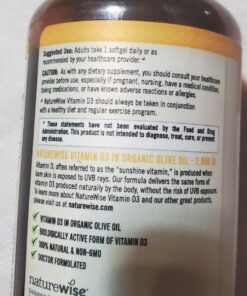 Suggested Use: Adults take 1 softgel daily or as
recommended by your healthcare provider.
CAUTION: As with any dietary supplement, you should consult your healthcare
provider before use, especially if pregnant, nursing, have a medical condition,
taking medications, or have known adverse reactions or allergies.
NatureWise Vitamin D3 should always be taken in conjunction
with a healthy diet and regular exercise program.
* These statements have not been evaluated by the Food and Drug
Administration. This product is not intended to diagnose, treat, cure, or prevent
any disease.
NATUREWISE VITAMIN D3 IN ORGANIC OLIVE OIL - 2,000 IU
Vitamin D, often referred to as the "sunshine vitamin," is produced when
bare skin is exposed to UVB rays. Our formula delivers the same form of
vitamin D3 produced naturally by the body, without the risk of UVB exposure.
To learn more about NatureWise Vitamin D3 and our other great products,
please visit us at www.naturewise.com
VITAMIN D3 IN ORGANIC OLIVE OIL
BIOLOGICALLY ACTIVE FORM OF VITAMIN D
100% NATURAL & NON-GMO
DOCTOR FORMULATED
naturewise